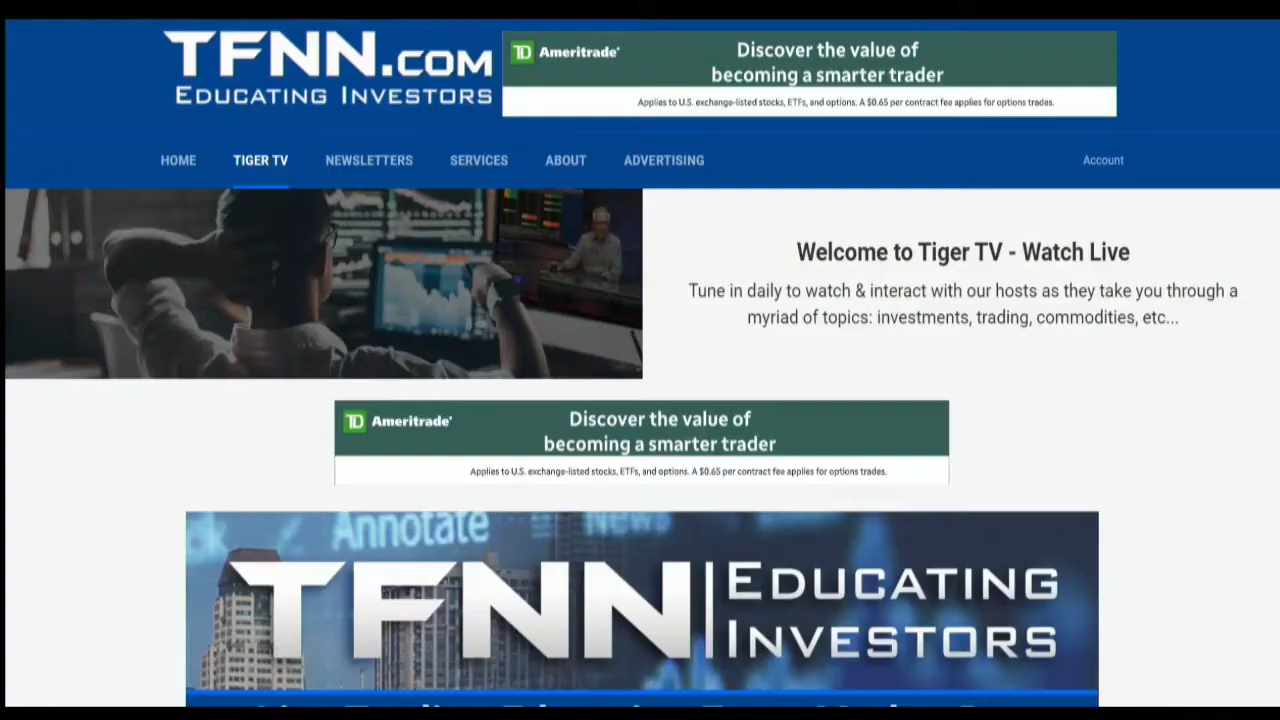 TFNN.COM
EDUCATING INVESTORS
TD Ameritrade
Discover the value of
becoming a smarter trader
Applies to U.S. exchange-listed stocks, ETFs, and options. A $0.65 per contract fee applies for options trades.
HOME TIGER TV NEWSLETTERS SERVICES ABOUT ADVERTISING Account
Welcome to Tiger TV - Watch Live
Tune in daily to watch & interact with our hosts as they take you through a
myriad of topics: investments, trading, commodities, etc...
TD Ameritrade
Discover the value of
becoming a smarter trader
Applies to U.S. exchange-listed stocks, ETFs, and options. A $0.65 per contract fee applies for options trades.
Annotate News
TFNN EDUCATING
INVESTORS